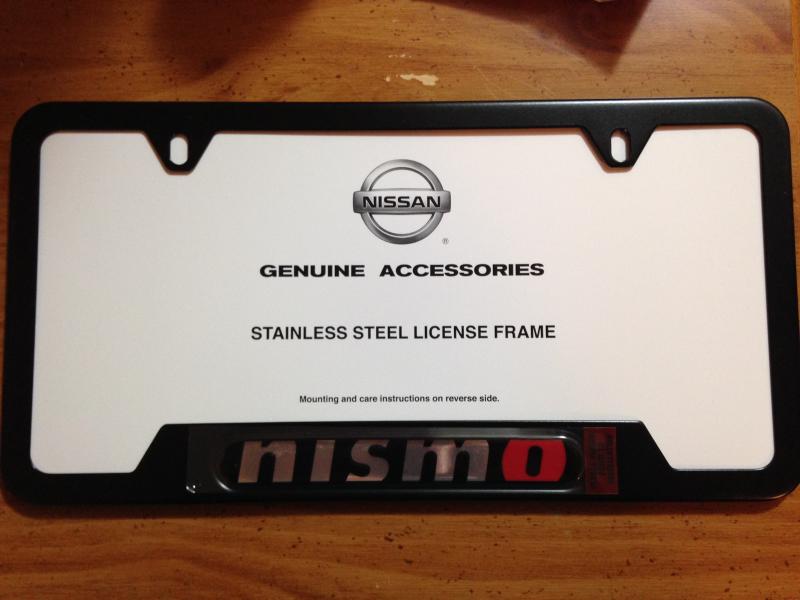 NISSAN
®
GENUINE ACCESSORIES
STAINLESS STEEL LICENSE FRAME
Mounting and care instructions on reverse side.
nismo